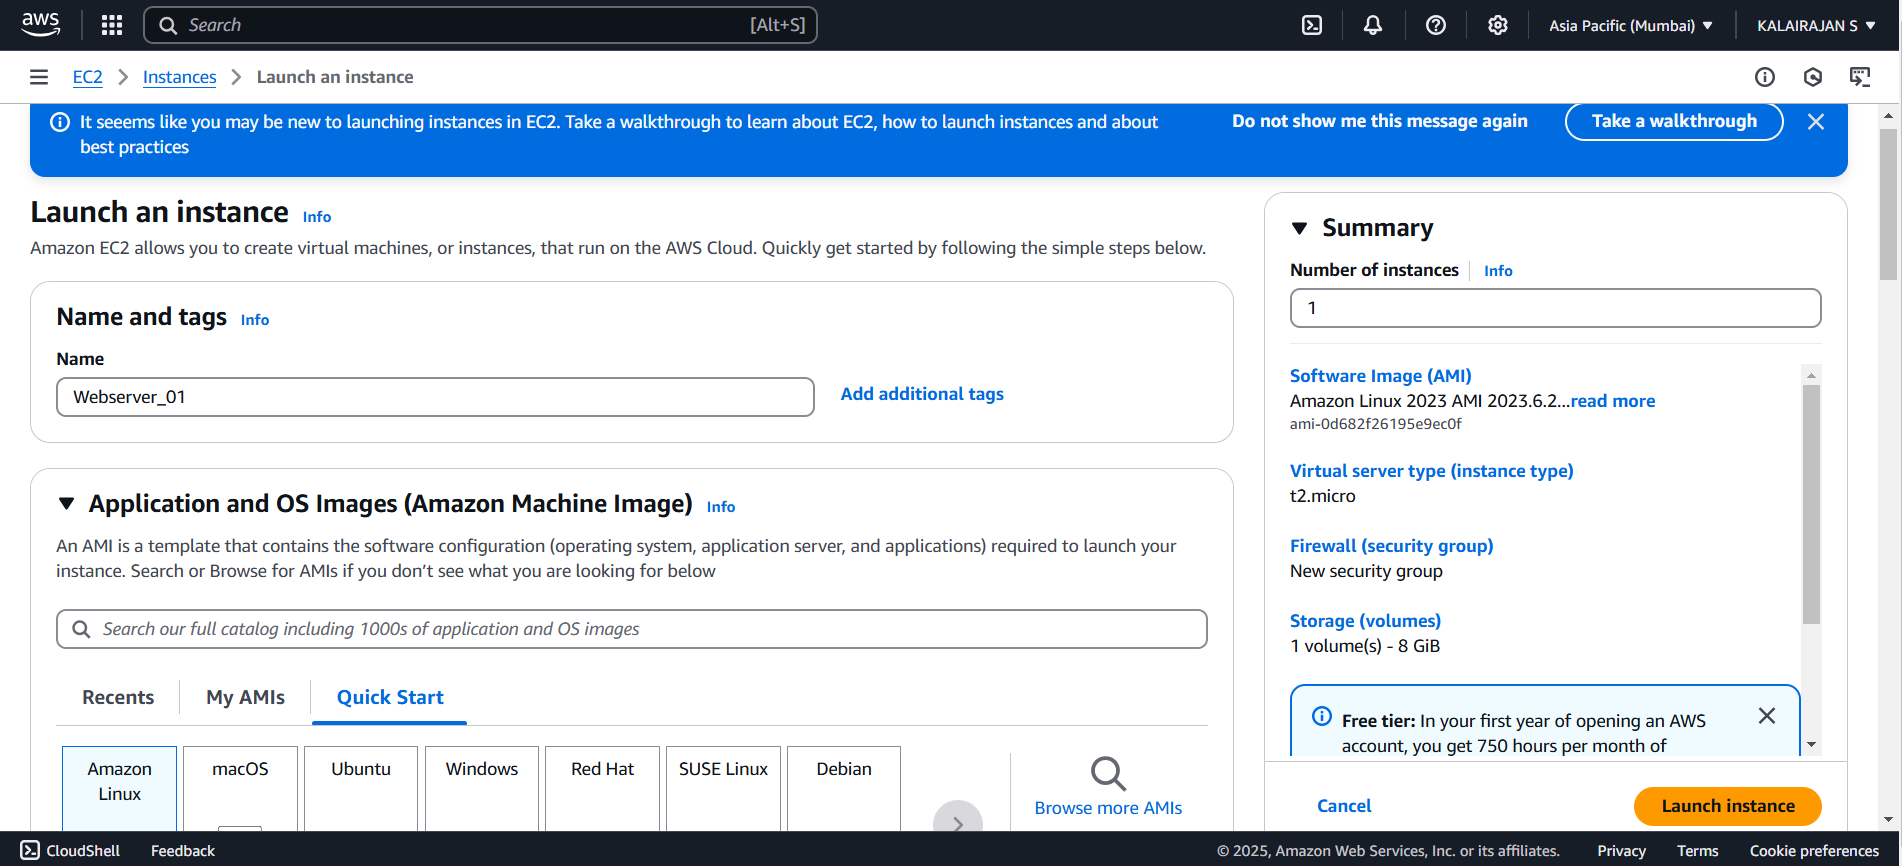 aws
Search [Alt+S]
Asia Pacific (Mumbai)
KALAIRAJAN S
EC2
Instances
Launch an instance
It seeems like you may be new to launching instances in EC2. Take a walkthrough to learn about EC2, how to launch instances and about
best practices
Do not show me this message again
Take a walkthrough
Launch an instance Info
Amazon EC2 allows you to create virtual machines, or instances, that run on the AWS Cloud. Quickly get started by following the simple steps below.
Name and tags Info
Name
Webserver_01
Add additional tags
Application and OS Images (Amazon Machine Image) Info
An AMI is a template that contains the software configuration (operating system, application server, and applications) required to launch your
instance. Search or Browse for AMIs if you don’t see what you are looking for below
Search our full catalog including 1000s of application and OS images
Recents
My AMIs
Quick Start
Amazon
Linux
macOS
Ubuntu
Windows
Red Hat
SUSE Linux
Debian
Browse more AMIs
Summary
Number of instances Info
1
Software Image (AMI)
Amazon Linux 2023 AMI 2023.6.2...read more
ami-0d682f26195e9ec0f
Virtual server type (instance type)
t2.micro
Firewall (security group)
New security group
Storage (volumes)
1 volume(s) - 8 GiB
Free tier: In your first year of opening an AWS
account, you get 750 hours per month of
Cancel
Launch instance
CloudShell
Feedback
© 2025, Amazon Web Services, Inc. or its affiliates.
Privacy
Terms
Cookie preferences